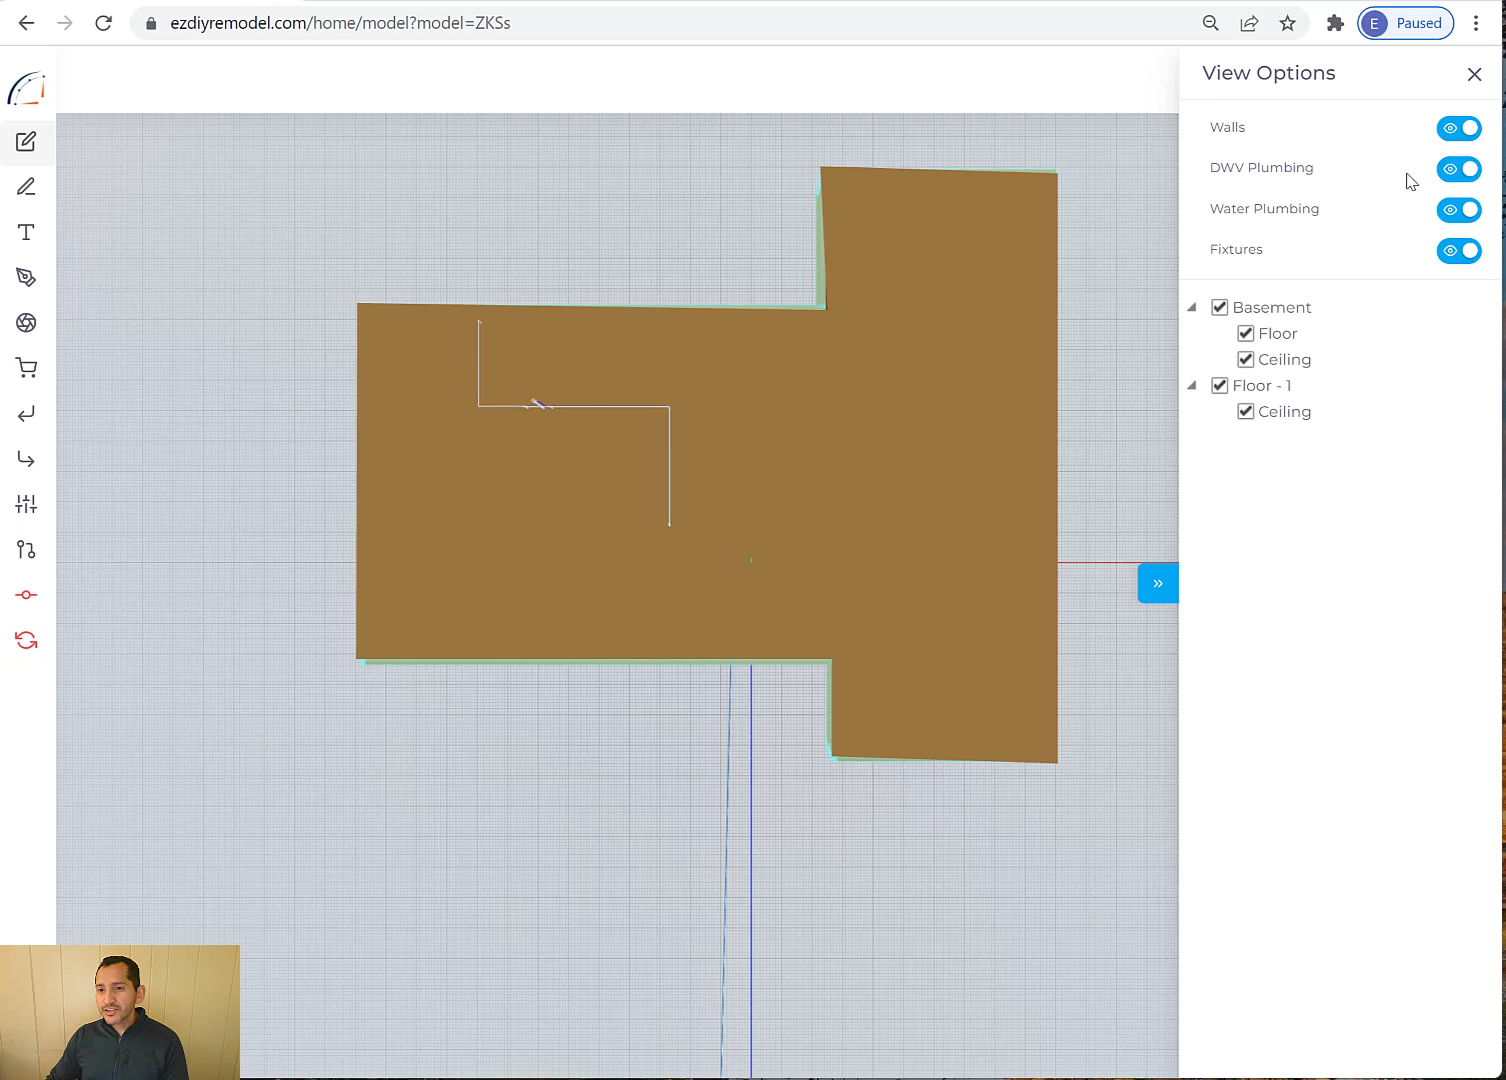 ezdiyremodel.com/home/model?model=ZKSs
E Paused
View Options
Walls
DWV Plumbing
Water Plumbing
Fixtures
Basement
Floor
Ceiling
Floor - 1
Ceiling